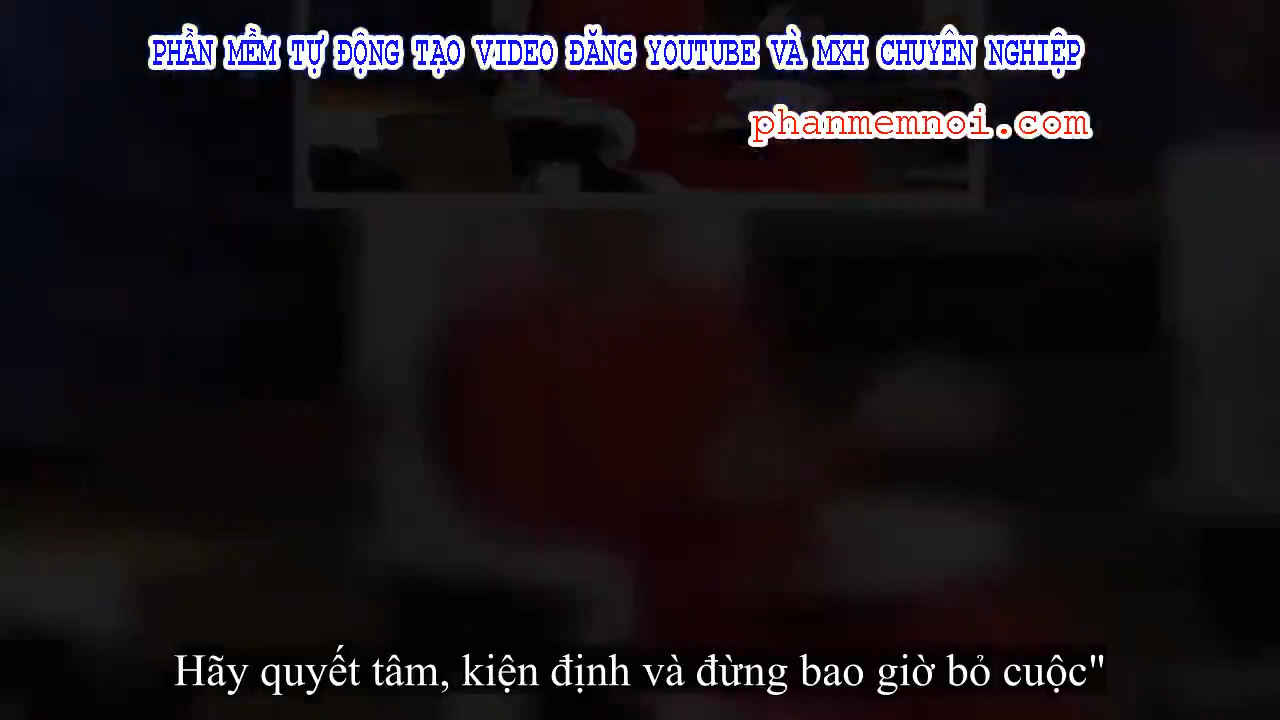 PHẦN MỀM TỰ ĐỘNG TẠO VIDEO ĐĂNG YOUTUBE VÀ MXH CHUYÊN NGHIỆP
phanmemnoi.com
Hãy quyết tâm, kiện định và đừng bao giờ bỏ cuộc"